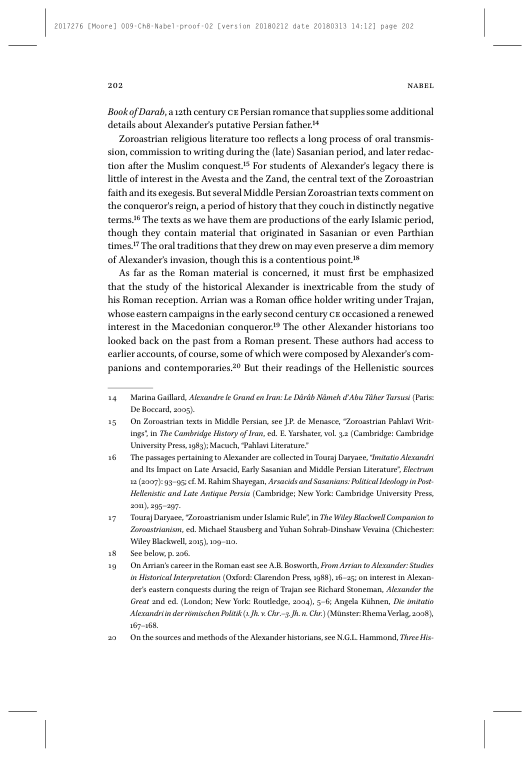 2017276 [Moore] 009-Ch8-Nabel-proof-02 [version 20180212 date 20180313 14:12] page 202
202 NABEL
Book of Darab, a 12th century CE Persian romance that supplies some additional
details about Alexander's putative Persian father.14
Zoroastrian religious literature too reflects a long process of oral transmis-
sion, commission to writing during the (late) Sasanian period, and later redac-
tion after the Muslim conquest.15 For students of Alexander's legacy there is
little of interest in the Avesta and the Zand, the central text of the Zoroastrian
faith and its exegesis. But several Middle Persian Zoroastrian texts comment on
the conqueror's reign, a period of history that they couch in distinctly negative
terms.16 The texts as we have them are productions of the early Islamic period,
though they contain material that originated in Sasanian or even Parthian
times.17 The oral traditions that they drew on may even preserve a dim memory
of Alexander's invasion, though this is a contentious point.18
As far as the Roman material is concerned, it must first be emphasized
that the study of the historical Alexander is inextricable from the study of
his Roman reception. Arrian was a Roman office holder writing under Trajan,
whose eastern campaigns in the early second century CE occasioned a renewed
interest in the Macedonian conqueror.19 The other Alexander historians too
looked back on the past from a Roman present. These authors had access to
earlier accounts, of course, some of which were composed by Alexander's com-
panions and contemporaries.20 But their readings of the Hellenistic sources
14 Marina Gaillard, Alexandre le Grand en Iran: Le Dārāb Nāmeh d'Abu Tāher Tarsusi (Paris:
De Boccard, 2005).
15 On Zoroastrian texts in Middle Persian, see J.P. de Menasce, "Zoroastrian Pahlavi Writ-
ings", in The Cambridge History of Iran, ed. E. Yarshater, vol. 3.2 (Cambridge: Cambridge
University Press, 1983); Macuch, "Pahlavi Literature."
16 The passages pertaining to Alexander are collected in Touraj Daryaee, "Imitatio Alexandri
and Its Impact on Late Arsacid, Early Sasanian and Middle Persian Literature", Electrum
12 (2007): 93–95; cf. M. Rahim Shayegan, Arsacids and Sasanians: Political Ideology in Post-
Hellenistic and Late Antique Persia (Cambridge; New York: Cambridge University Press,
2011), 295–297.
17 Touraj Daryaee, "Zoroastrianism under Islamic Rule", in The Wiley Blackwell Companion to
Zoroastrianism, ed. Michael Stausberg and Yuhan Sohrab-Dinshaw Vevaina (Chichester:
Wiley Blackwell, 2015), 109–110.
18 See below, p. 206.
19 On Arrian's career in the Roman east see A.B. Bosworth, From Arrian to Alexander: Studies
in Historical Interpretation (Oxford: Clarendon Press, 1988), 16–25; on interest in Alexan-
der's eastern conquests during the reign of Trajan see Richard Stoneman, Alexander the
Great 2nd ed. (London; New York: Routledge, 2004), 5–6; Angela Kühnen, Die imitatio
Alexandri in der römischen Politik (1. Jh. v. Chr.–3. Jh. n. Chr.) (Münster: Rhema Verlag, 2008),
167–168.
20 On the sources and methods of the Alexander historians, see N.G.L. Hammond, Three His-